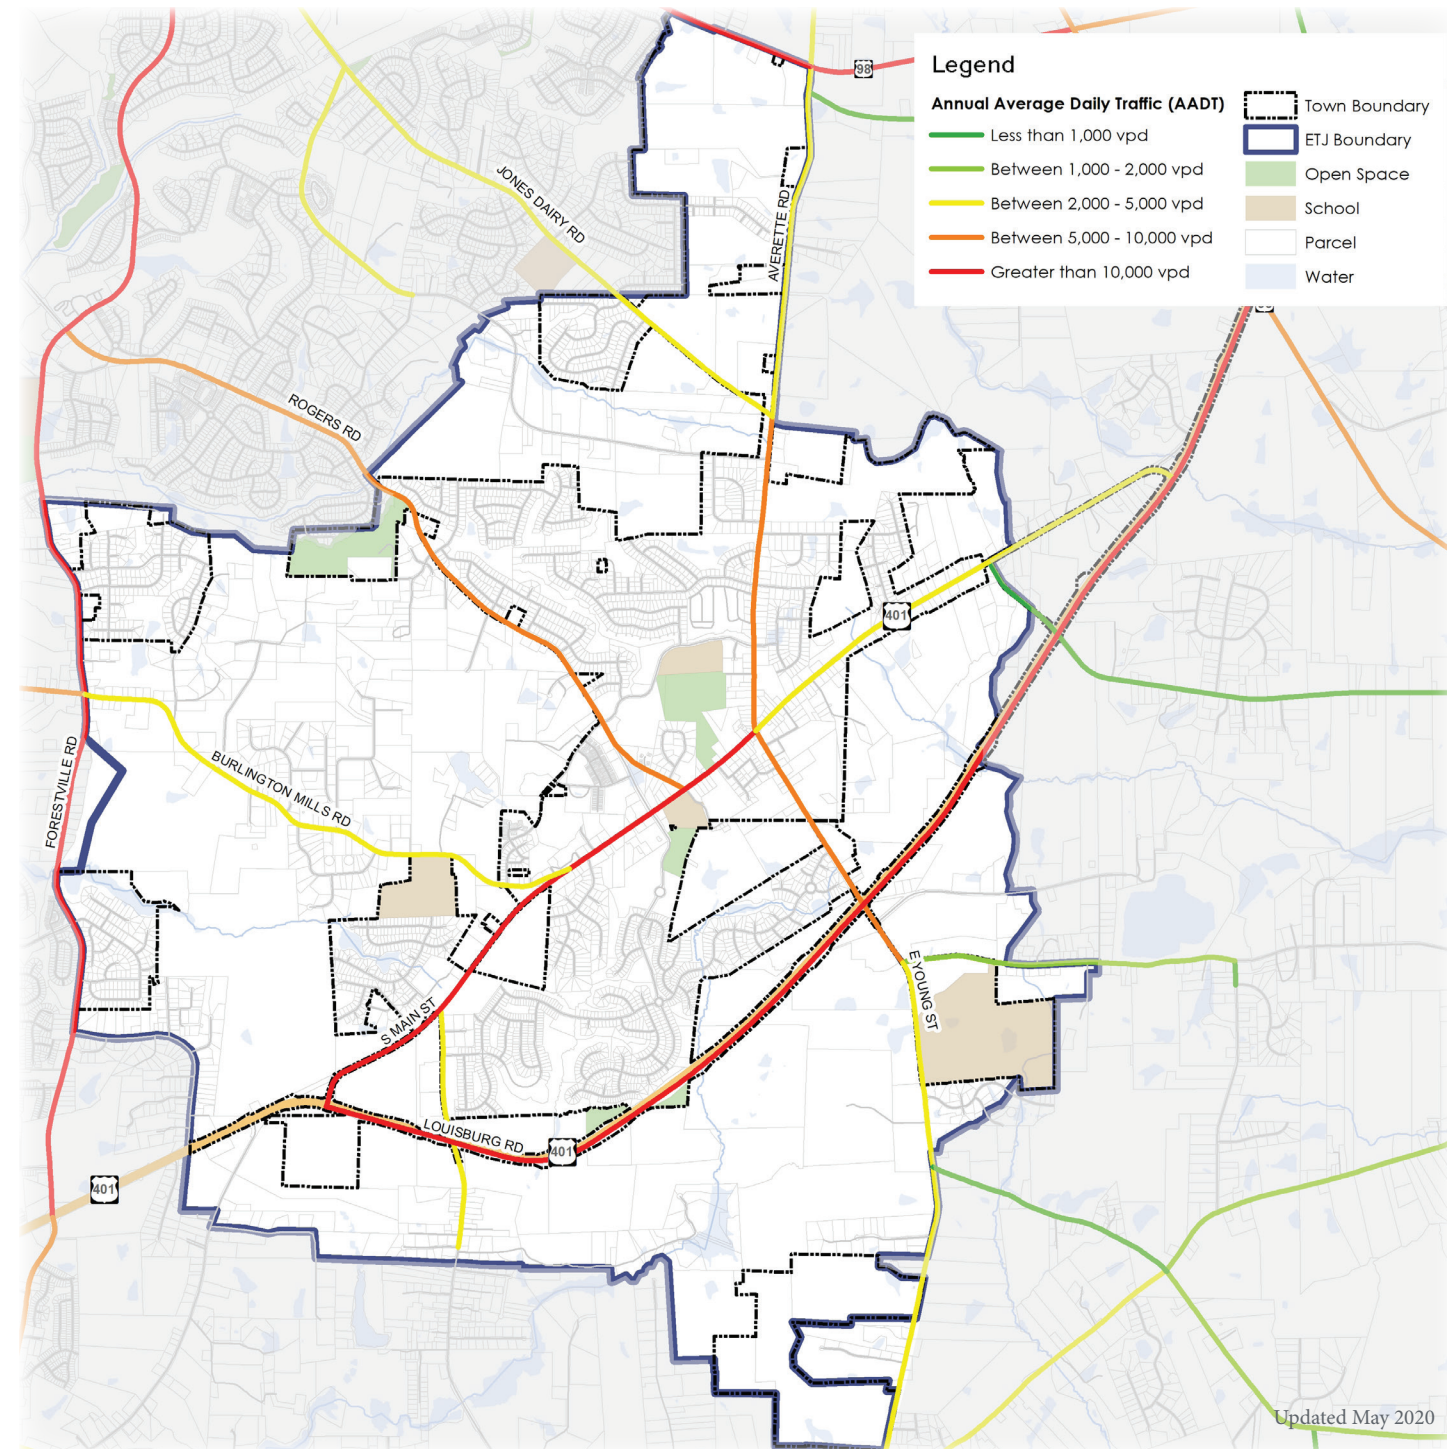 98
Legend
Annual Average Daily Traffic (AADT)
Less than 1,000 vpd
Between 1,000 - 2,000 vpd
Between 2,000 - 5,000 vpd
Between 5,000 - 10,000 vpd
Greater than 10,000 vpd
Town Boundary
ETJ Boundary
Open Space
School
Parcel
Water
JONES DAIRY RD
AVERETTE RD
ROGERS RD
401
FORESTVILLE RD
BURLINGTON MILLS RD
E YOUNG ST
S MAIN ST
LOUISBURG RD
401
401
Updated May 2020